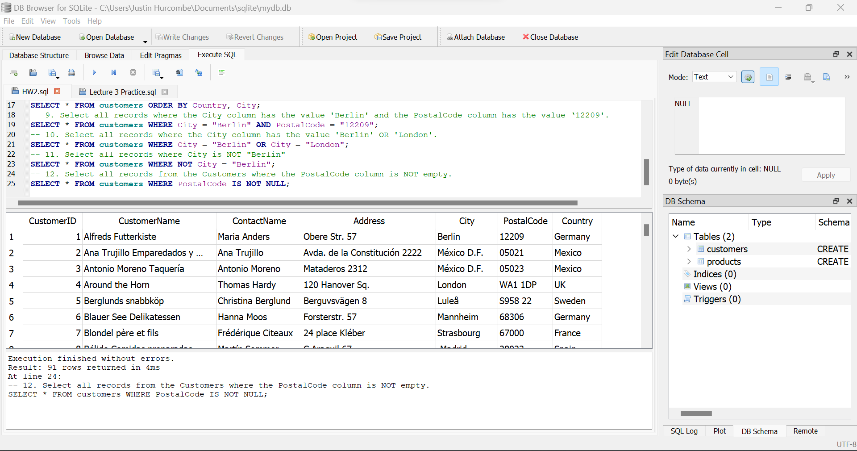 DB Browser for SQLite - C:\Users\Justin Hurcombe\Documents\sqlite\mydb.db
File Edit View Tools Help
New Database Open Database Write Changes Revert Changes Open Project Save Project Attach Database Close Database
Database Structure Browse Data Edit Pragmas Execute SQL
HW2.sql Lecture 3 Practice.sql
17 SELECT * FROM customers ORDER BY Country, City;
18 -- 9. Select all records where the City column has the value 'Berlin' and the PostalCode column has the value '12209'.
19 SELECT * FROM customers WHERE City = "Berlin" AND PostalCode = "12209";
20 -- 10. Select all records where the City column has the value 'Berlin' OR 'London'.
21 SELECT * FROM customers WHERE City = "Berlin" OR City = "London";
22 -- 11. Select all records where City is NOT "Berlin"
23 SELECT * FROM customers WHERE NOT City = "Berlin";
24 -- 12. Select all records from the Customers where the PostalCode column is NOT empty.
25 SELECT * FROM customers WHERE PostalCode IS NOT NULL;
CustomerID CustomerName ContactName Address City PostalCode Country
1 1 Alfreds Futterkiste Maria Anders Obere Str. 57 Berlin 12209 Germany
2 2 Ana Trujillo Emparedados y ... Ana Trujillo Avda. de la Constitución 2222 México D.F. 05021 Mexico
3 3 Antonio Moreno Taquería Antonio Moreno Mataderos 2312 México D.F. 05023 Mexico
4 4 Around the Horn Thomas Hardy 120 Hanover Sq. London WA1 1DP UK
5 5 Berglunds snabbköp Christina Berglund Berguvsvägen 8 Luleå S958 22 Sweden
6 6 Blauer See Delikatessen Hanna Moos Forsterstr. 57 Mannheim 68306 Germany
7 7 Blondel père et fils Frédérique Citeaux 24 place Kléber Strasbourg 67000 France
Execution finished without errors.
Result: 91 rows returned in 4ms
At line 24:
-- 12. Select all records from the Customers where the PostalCode column is NOT empty.
SELECT * FROM customers WHERE PostalCode IS NOT NULL;
Edit Database Cell
Mode: Text
NULL
Type of data currently in cell: NULL
0 byte(s)
Apply
DB Schema
Name Type Schema
Tables (2)
customers CREATE
products CREATE
Indices (0)
Views (0)
Triggers (0)
SQL Log Plot DB Schema Remote
UTF-8